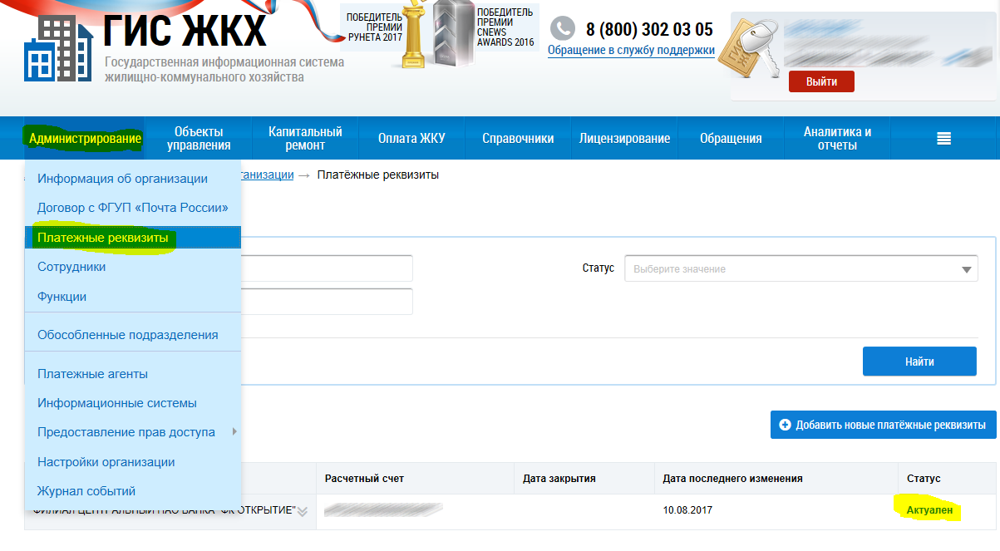 ГИС ЖКХ
Государственная информационная система
жилищно-коммунального хозяйства
ПОБЕДИТЕЛЬ
ПРЕМИИ
РУНЕТА 2017
ПОБЕДИТЕЛЬ
ПРЕМИИ
CNEWS
AWARDS 2016
8 (800) 302 03 05
Обращение в службу поддержки
ГИС
ЖК
Выйти
Администрирование
Объекты
управления
Капитальный
ремонт
Оплата ЖКУ
Справочники
Лицензирование
Обращения
Аналитика и
отчеты
ганизации → Платёжные реквизиты
Информация об организации
Договор с ФГУП «Почта России»
Платежные реквизиты
Сотрудники
Функции
Обособленные подразделения
Платежные агенты
Информационные системы
Предоставление прав доступа
Настройки организации
Журнал событий
Статус
Выберите значение
Найти
Добавить новые платёжные реквизиты
Расчетный счет
Дата закрытия
Дата последнего изменения
Статус
ФИЛИАЛ ЦЕНТРАЛЬНЫЙ ПАО БАНКА "ФК ОТКРЫТИЕ"
10.08.2017
Актуален